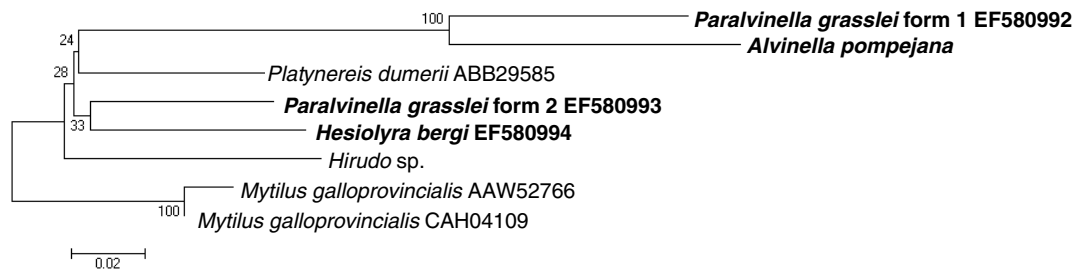 100
Paralvinella grasslei form 1 EF580992
24
Alvinella pompejana
28
Platynereis dumerii ABB29585
Paralvinella grasslei form 2 EF580993
33
Hesiolyra bergi EF580994
Hirudo sp.
Mytilus galloprovincialis AAW52766
100
Mytilus galloprovincialis CAH04109
0.02